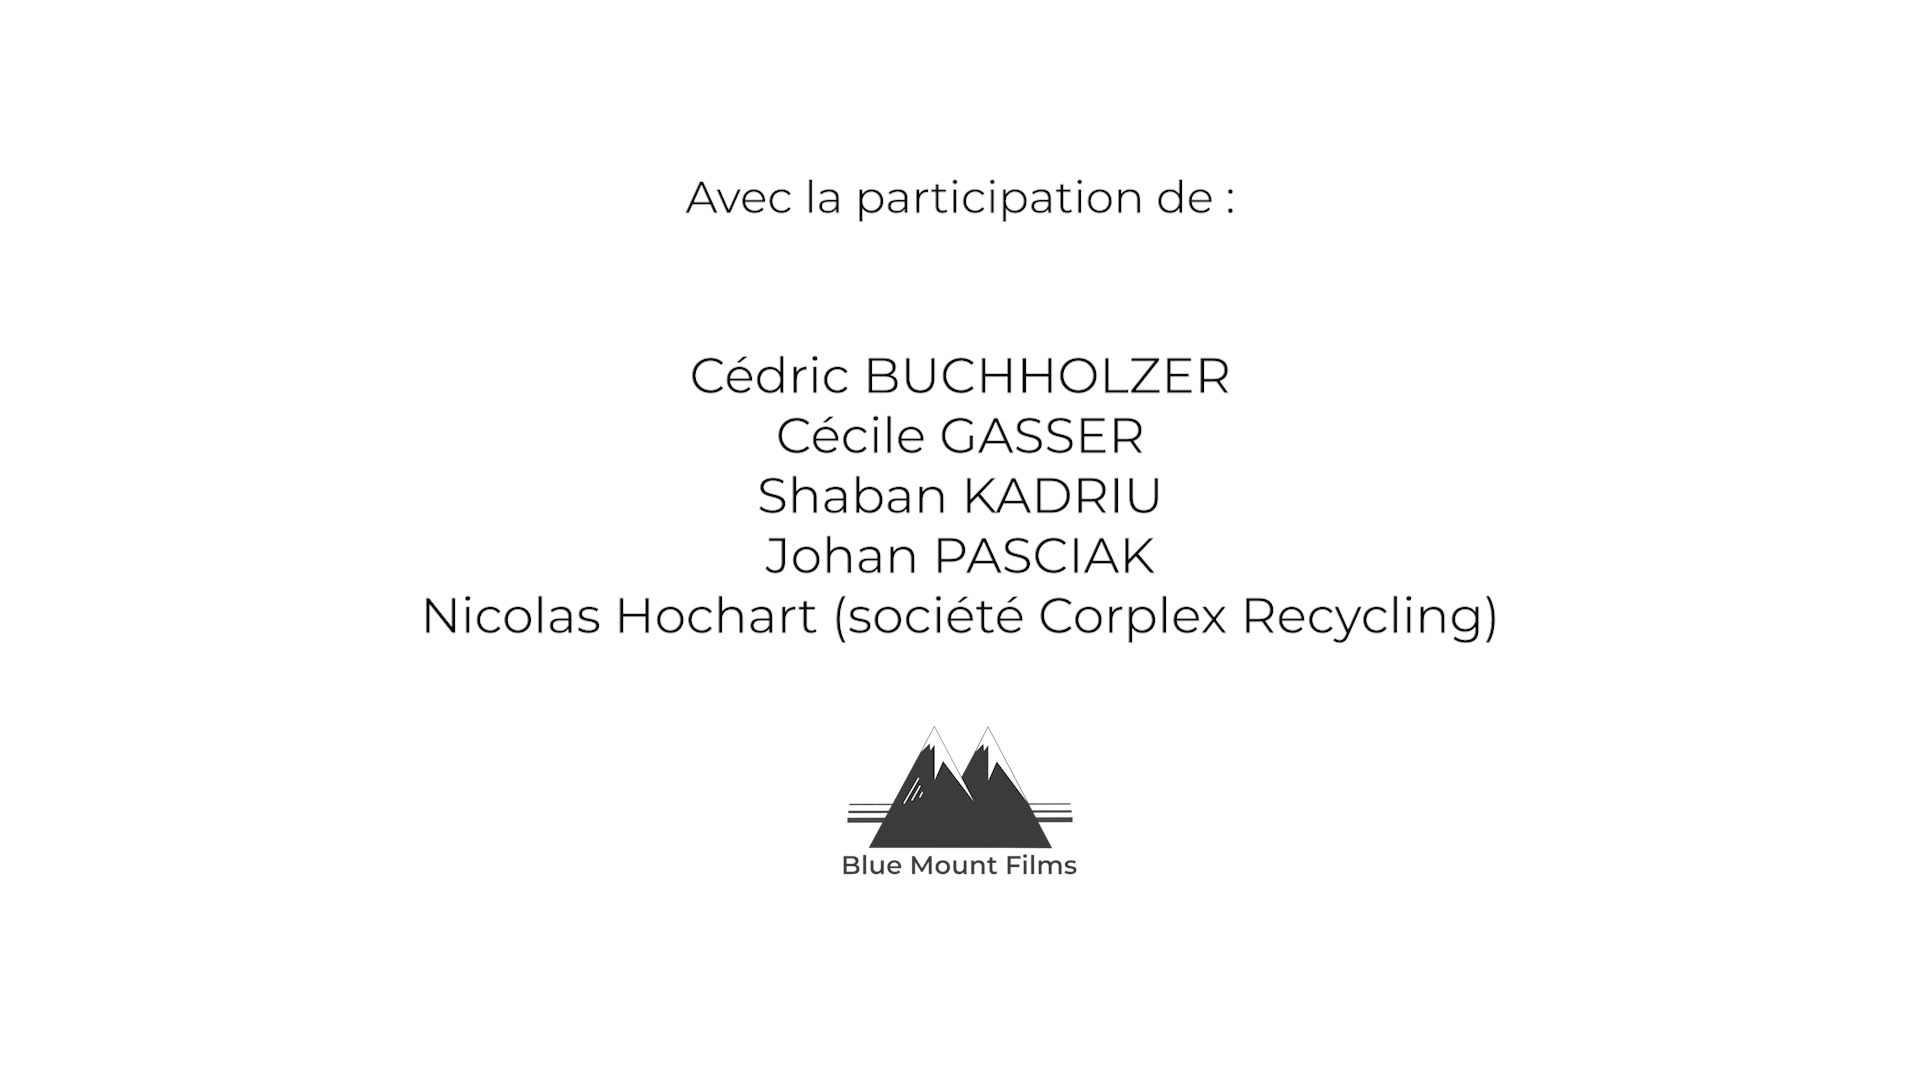 Avec la participation de :
Cédric BUCHHOLZER
Cécile GASSER
Shaban KADRIU
Johan PASCIAK
Nicolas Hochart (société Corplex Recycling)
Blue Mount Films